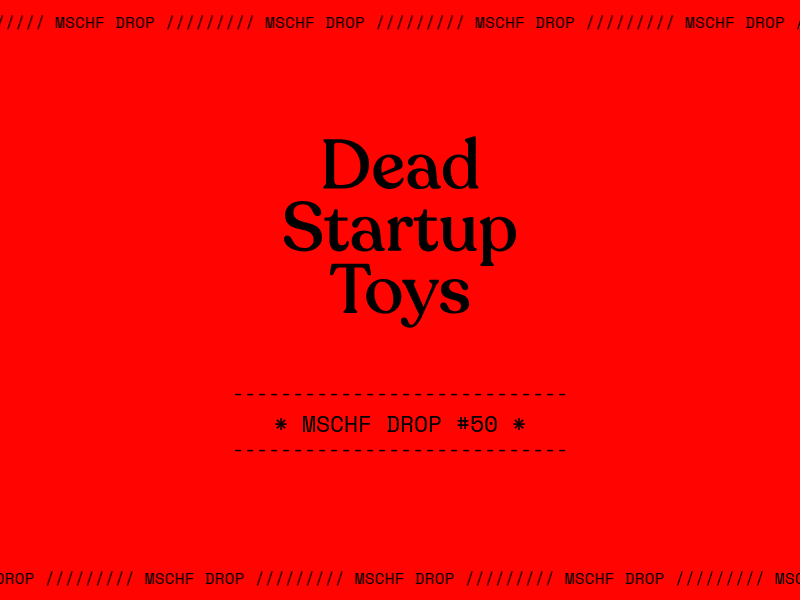 ///// MSCHF DROP ///////// MSCHF DROP ///////// MSCHF DROP ///////// MSCHF DROP /
Dead
Startup
Toys
----------------------------
* MSCHF DROP #50 *
----------------------------
DROP ///////// MSCHF DROP ///////// MSCHF DROP ///////// MSCHF DROP ///////// MSC